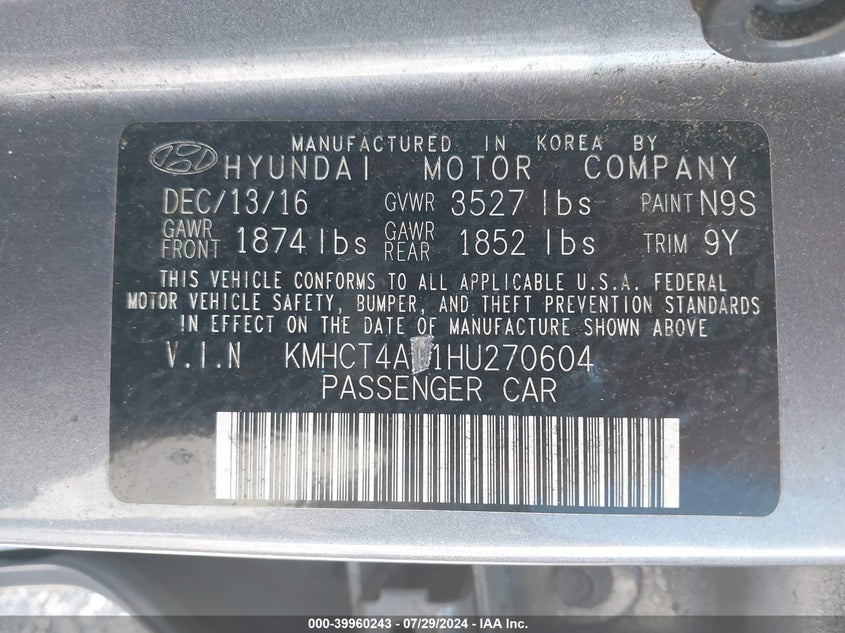 MANUFACTURED IN KOREA BY
HYUNDAI MOTOR COMPANY
DEC/13/16 GVWR 3527 lbs PAINT N9S
GAWR FRONT 1874 lbs GAWR REAR 1852 lbs TRIM 9Y
THIS VEHICLE CONFORMS TO ALL APPLICABLE U.S.A. FEDERAL
MOTOR VEHICLE SAFETY, BUMPER, AND THEFT PREVENTION STANDARDS
IN EFFECT ON THE DATE OF MANUFACTURE SHOWN ABOVE
V.I.N
PASSENGER CAR
000-39960243 - 07/29/2024 - IAA Inc.